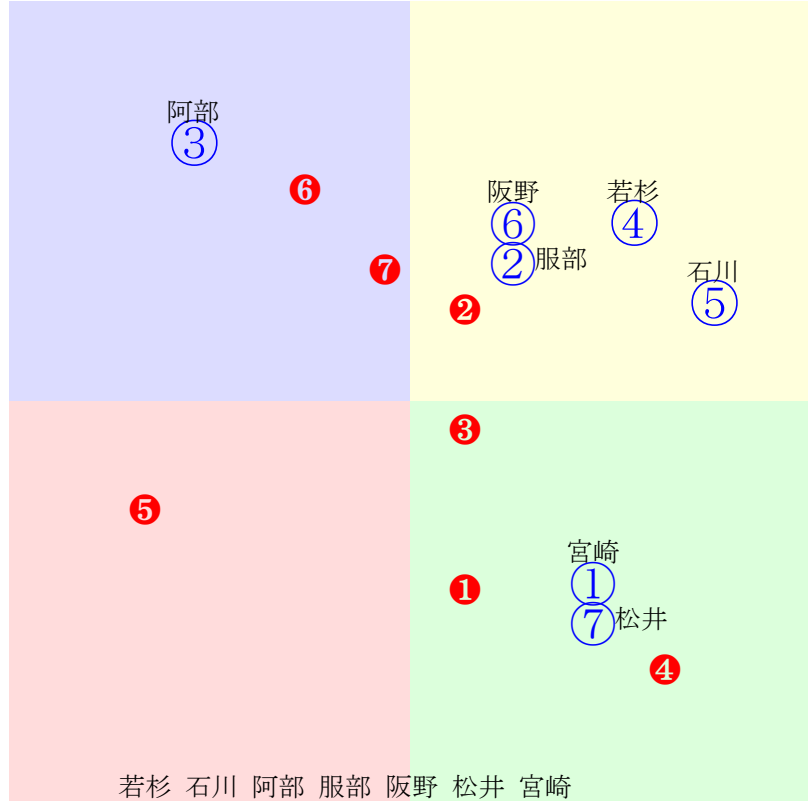 阿部
③
❻
阪野
若杉
⑥
④
❼
②服部
石川
⑤
❷
❸
❺
宮崎
①
❶
⑦松井
❹
若杉 石川 阿部 服部 阪野 松井 宮崎